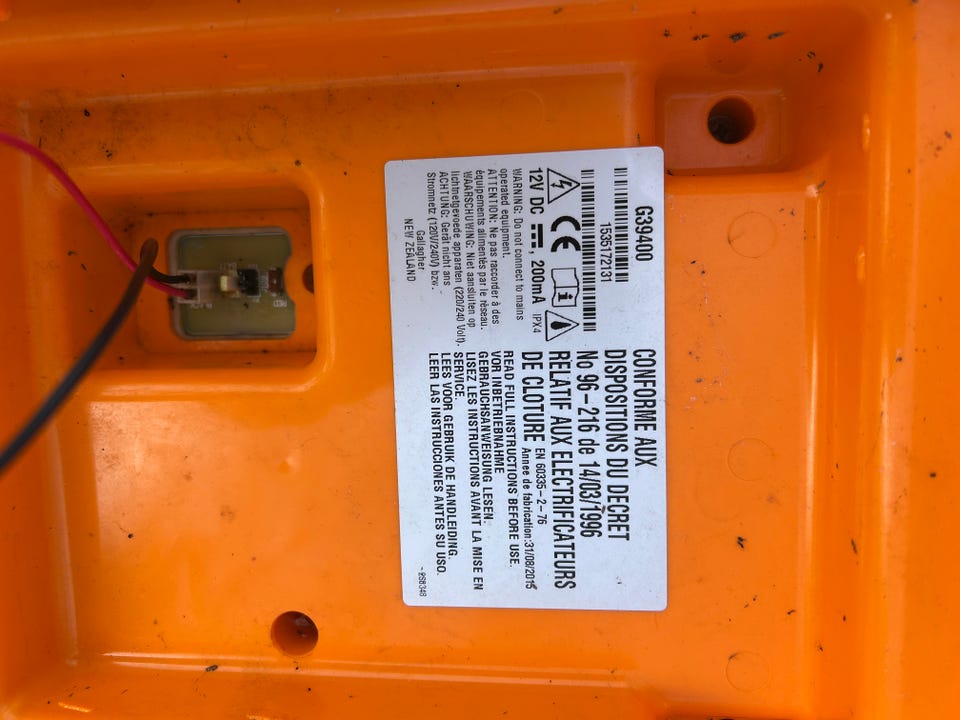 G39400
1535172131
CE
12V DC 200mA IPX4
WARNING: Do not connect to mains
operated equipment.
ATTENTION: Ne pas raccorder à des
équipements alimentés par le réseau.
WAARSCHUWING: Niet aansluiten op
lichtnetgevoede apparaten (220/240 Volt).
ACHTUNG: Gerät nicht ans
Stromnetz (120V/240V) bzw.
Gallagher
NEW ZEALAND
CONFORME AUX
DISPOSITIONS DU DECRET
No 96-216 de 14/03/1996
RELATIF AUX ELECTRIFICATEURS
DE CLOTURE EN 60335-2-76
Annee de fabrication:31/08/2015
READ FULL INSTRUCTIONS BEFORE USE.
VOR INBETRIEBNAHME
GEBRAUCHSANWEISUNG LESEN.
LISEZ LES INSTRUCTIONS AVANT LA MISE EN
SERVICE.
LEES VOOR GEBRUIK DE HANDLEIDING.
LEER LAS INSTRUCCIONES ANTES SU USO.